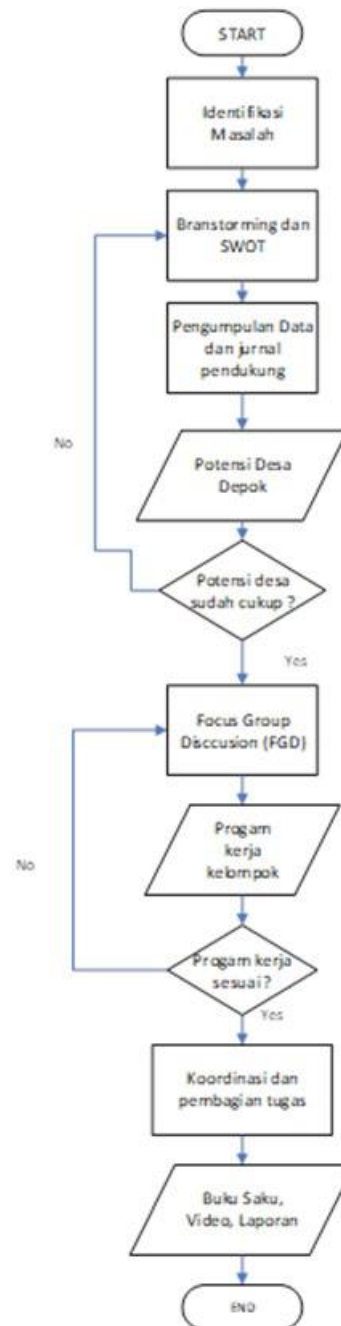 START
Identifikasi
Masalah
Branstorming dan
SWOT
Pengumpulan Data
dan jurnal
pendukung
No
Potensi Desa
Depok
Potensi desa
sudah cukup ?
Yes
Focus Group
Disccusion (FGD)
Progam
kerja
kelompok
No
Progam kerja
sesuai?
Yes
Koordinasi dan
pembagian tugas
Buku Saku,
Video, Laporan
END